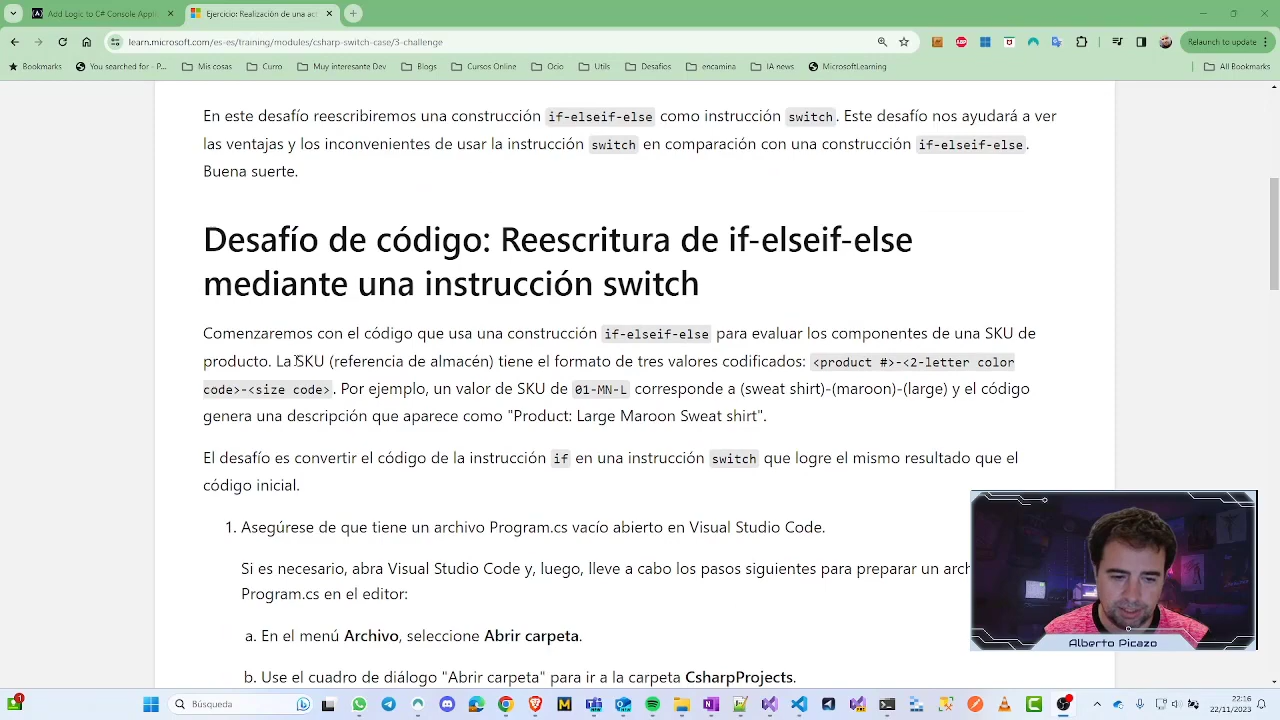 Add Logic to C# Console Appli
Ejercicio: Realización de una act
learn.microsoft.com/es-es/training/modules/csharp-switch-case/3-challenge
Relaunch to update
Bookmarks
You searched for - P...
Mis cosas
Curro
Muy interesante Dev
Blogs
Cursos Online
Ocio
Utils
Desafios
encamina
IA news
MicrosoftLearning
All Bookmarks
En este desafío reescribiremos una construcción if-elseif-else como instrucción switch. Este desafío nos ayudará a ver
las ventajas y los inconvenientes de usar la instrucción switch en comparación con una construcción if-elseif-else.
Buena suerte.
Desafío de código: Reescritura de if-elseif-else
mediante una instrucción switch
Comenzaremos con el código que usa una construcción if-elseif-else para evaluar los componentes de una SKU de
producto. La SKU (referencia de almacén) tiene el formato de tres valores codificados: <product #>-<2-letter color
code>-<size code>. Por ejemplo, un valor de SKU de 01-MN-L corresponde a (sweat shirt)-(maroon)-(large) y el código
genera una descripción que aparece como "Product: Large Maroon Sweat shirt".
El desafío es convertir el código de la instrucción if en una instrucción switch que logre el mismo resultado que el
código inicial.
1. Asegúrese de que tiene un archivo Program.cs vacío abierto en Visual Studio Code.
Si es necesario, abra Visual Studio Code y, luego, lleve a cabo los pasos siguientes para preparar un arch
Program.cs en el editor:
a. En el menú Archivo, seleccione Abrir carpeta.
b. Use el cuadro de diálogo "Abrir carpeta" para ir a la carpeta CsharpProjects.
Alberto Picazo
1
Búsqueda
22:16
22/11/2023